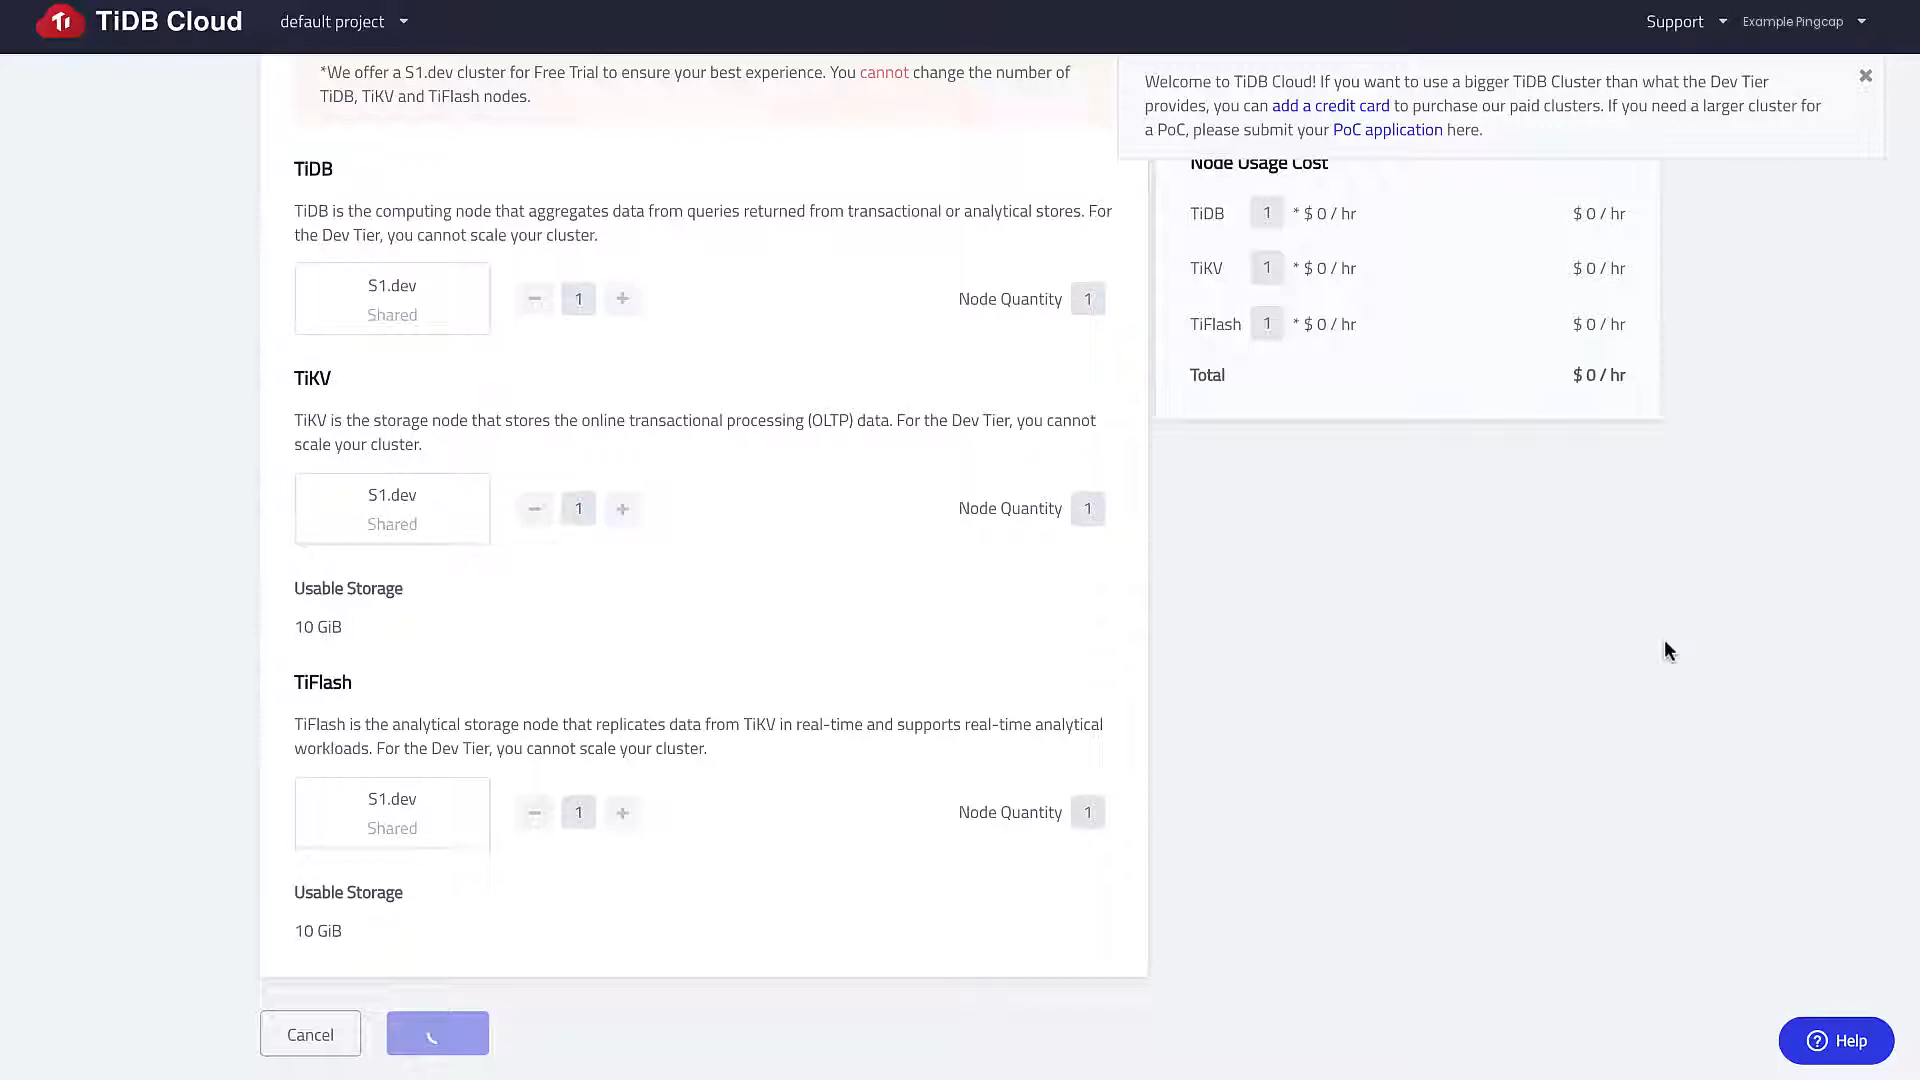 TiDB Cloud
default project
Support
Example Pingcap
*We offer a S1.dev cluster for Free Trial to ensure your best experience. You cannot change the number of
TiDB, TiKV and TiFlash nodes.
Welcome to TiDB Cloud! If you want to use a bigger TiDB Cluster than what the Dev Tier
provides, you can add a credit card to purchase our paid clusters. If you need a larger cluster for
a PoC, please submit your PoC application here.
TiDB
TiDB is the computing node that aggregates data from queries returned from transactional or analytical stores. For
the Dev Tier, you cannot scale your cluster.
S1.dev
Shared
1
Node Quantity 1
TiKV
TiKV is the storage node that stores the online transactional processing (OLTP) data. For the Dev Tier, you cannot
scale your cluster.
S1.dev
Shared
1
Node Quantity 1
Usable Storage
10 GiB
TiFlash
TiFlash is the analytical storage node that replicates data from TiKV in real-time and supports real-time analytical
workloads. For the Dev Tier, you cannot scale your cluster.
S1.dev
Shared
1
Node Quantity 1
Usable Storage
10 GiB
Node Usage Cost
TiDB 1 * $ 0 / hr $ 0 / hr
TiKV 1 * $ 0 / hr $ 0 / hr
TiFlash 1 * $ 0 / hr $ 0 / hr
Total $ 0 / hr
Cancel
Help